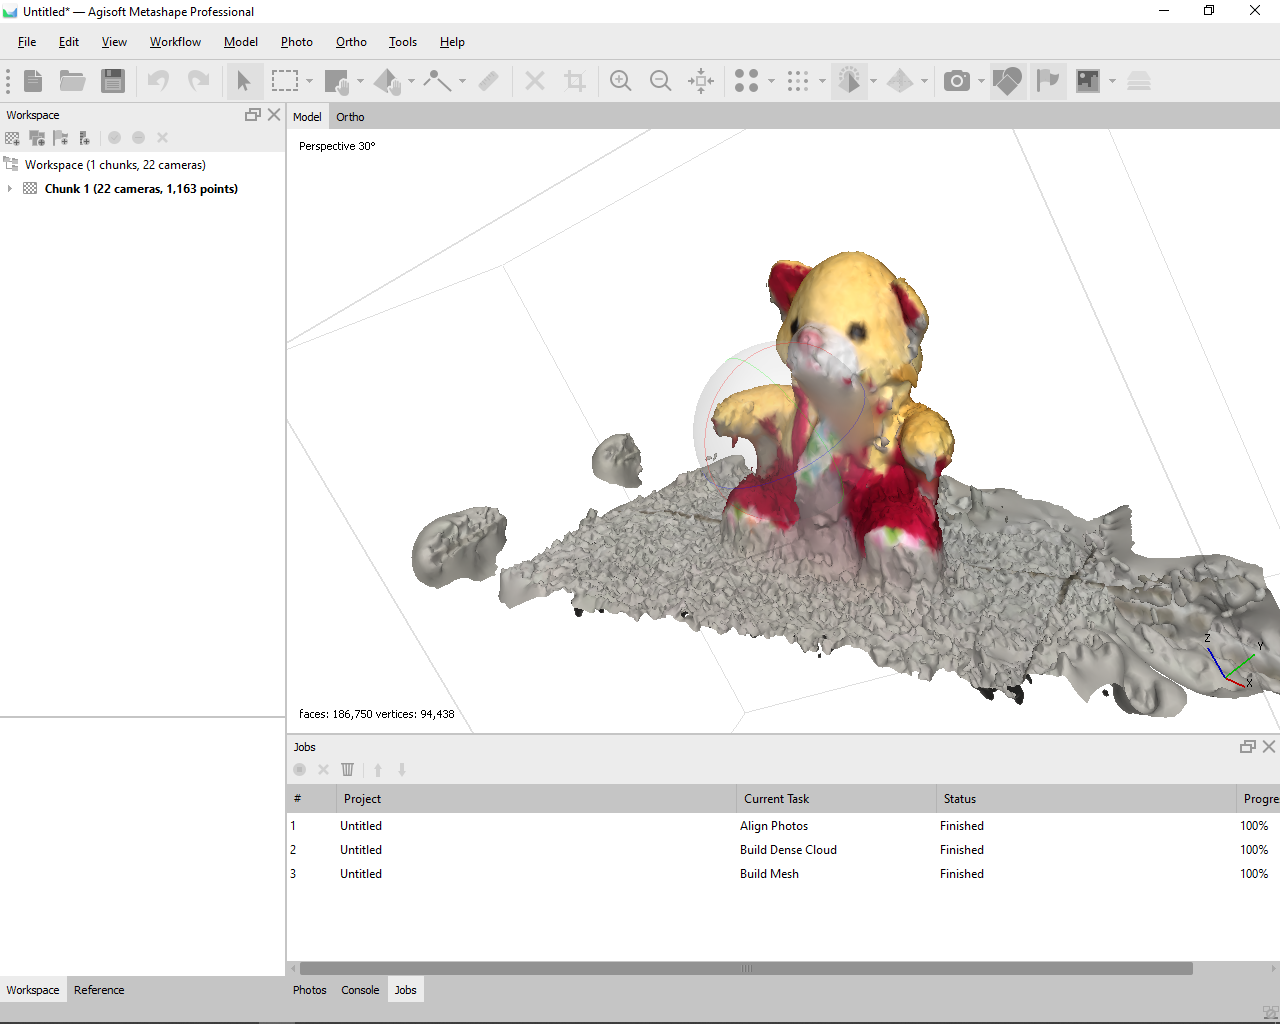 Untitled* — Agisoft Metashape Professional
File Edit View Workflow Model Photo Ortho Tools Help
Workspace
Workspace (1 chunks, 22 cameras)
Chunk 1 (22 cameras, 1,163 points)
Model Ortho
Perspective 30°
Z
Y
X
faces: 186,750 vertices: 94,438
Jobs
# Project Current Task Status Progre
1 Untitled Align Photos Finished 100%
2 Untitled Build Dense Cloud Finished 100%
3 Untitled Build Mesh Finished 100%
Workspace Reference
Photos Console Jobs